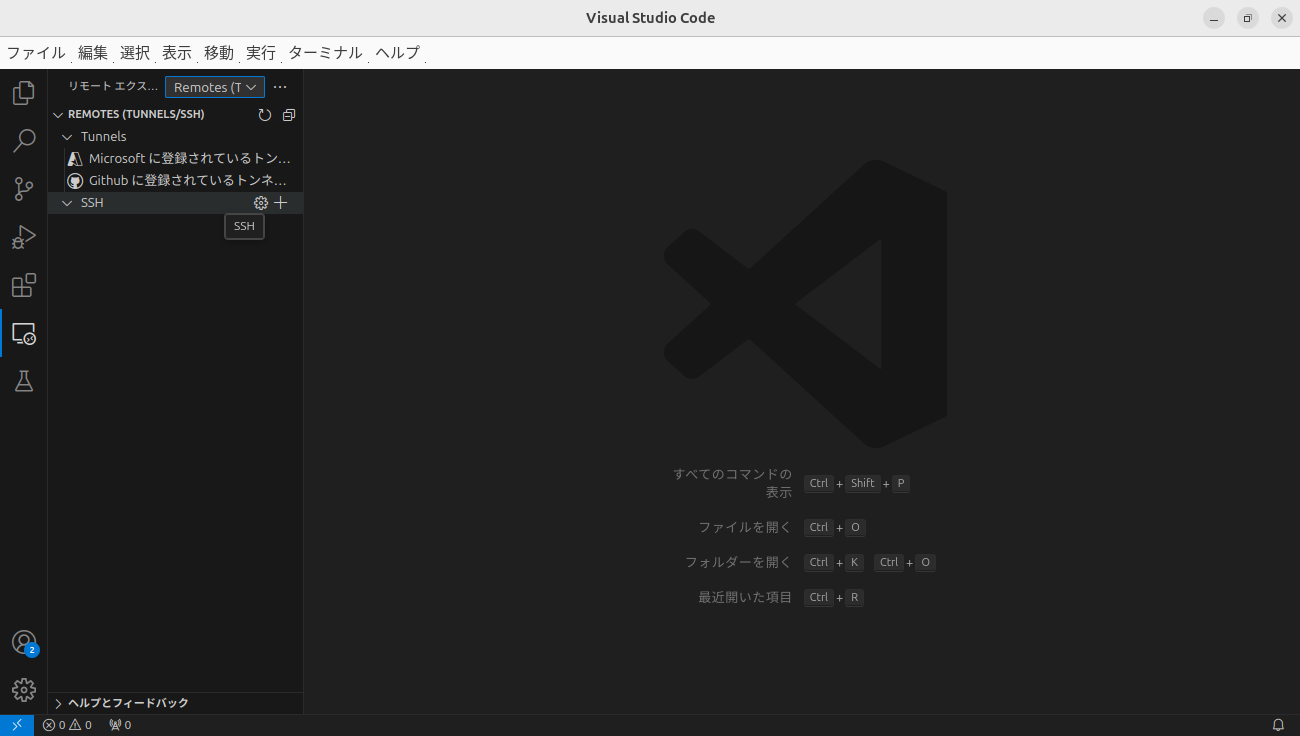 Visual Studio Code
ファイル 編集 選択 表示 移動 実行 ターミナル ヘルプ
リモート エクス… Remotes (T
REMOTES (TUNNELS/SSH)
Tunnels
Microsoft に登録されているトン…
Github に登録されているトンネ…
SSH
SSH
すべてのコマンドの
表示
Ctrl + Shift + P
ファイルを開く Ctrl + O
フォルダーを開く Ctrl + K Ctrl + O
最近開いた項目 Ctrl + R
2
ヘルプとフィードバック
0 0 0